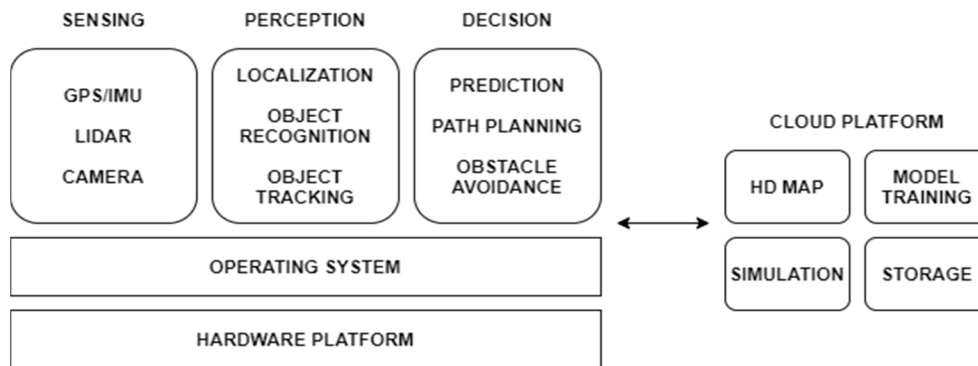 SENSING
GPS/IMU
LIDAR
CAMERA
PERCEPTION
LOCALIZATION
OBJECT
RECOGNITION
OBJECT
TRACKING
DECISION
PREDICTION
PATH PLANNING
OBSTACLE
AVOIDANCE
OPERATING SYSTEM
HARDWARE PLATFORM
CLOUD PLATFORM
HD MAP
MODEL
TRAINING
SIMULATION
STORAGE